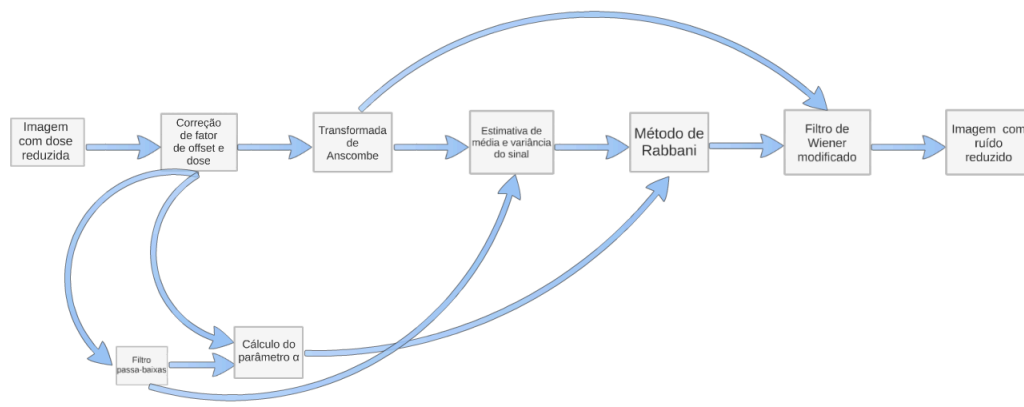 Imagem
com dose
reduzida
Correção
de fator
de offset e
dose
Transformada
de
Anscombe
Estimativa de
média e variância
do sinal
Método de
Rabbani
Filtro de
Wiener
modificado
Imagem com
ruído
reduzido
Filtro
passa-baixas
Cálculo do
parâmetro α